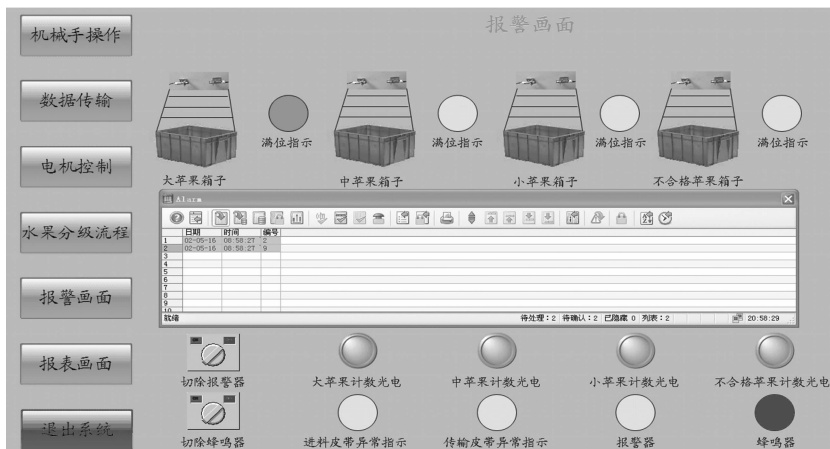 报警画面
机械手操作
数据传输
电机控制
水果分级流程
报警画面
报表画面
退出系统
满位指示
满位指示
满位指示
满位指示
大苹果箱子
中苹果箱子
小苹果箱子
不合格苹果箱子
Alarm
日期 时间 编号
1 02-05-16 08:58:27 2
2 02-05-16 08:58:27 9
3
4
5
6
7
8
9
10
就绪 待处理：2 待确认：2 已隐藏 0 列表：2 20:58:29
切除报警器 大苹果计数光电 中苹果计数光电 小苹果计数光电 不合格苹果计数光电
切除蜂鸣器 进料皮带异常指示 传输皮带异常指示 报警器 蜂鸣器